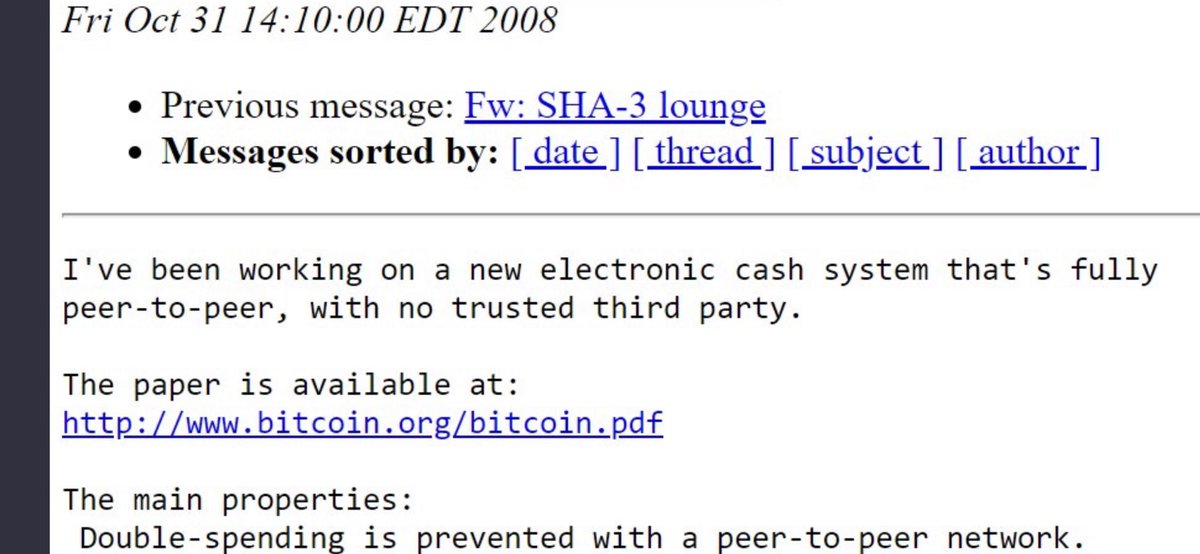 Fri Oct 31 14:10:00 EDT 2008
• Previous message: Fw: SHA-3 lounge
• Messages sorted by: [ date ] [ thread ] [ subject ] [ author ]
I've been working on a new electronic cash system that's fully
peer-to-peer, with no trusted third party.
The paper is available at:
http://www.bitcoin.org/bitcoin.pdf
The main properties:
Double-spending is prevented with a peer-to-peer network.